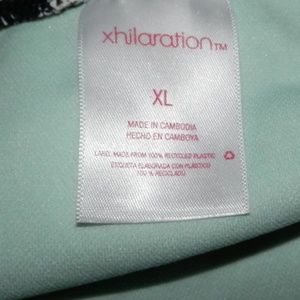 xhilaration™
XL
MADE IN CAMBODIA
HECHO EN CAMBOYA
LABEL MADE FROM 100% RECYCLED PLASTIC
ETIQUETA ELABORADA CON PLÁSTICO
100 % RECICLADO